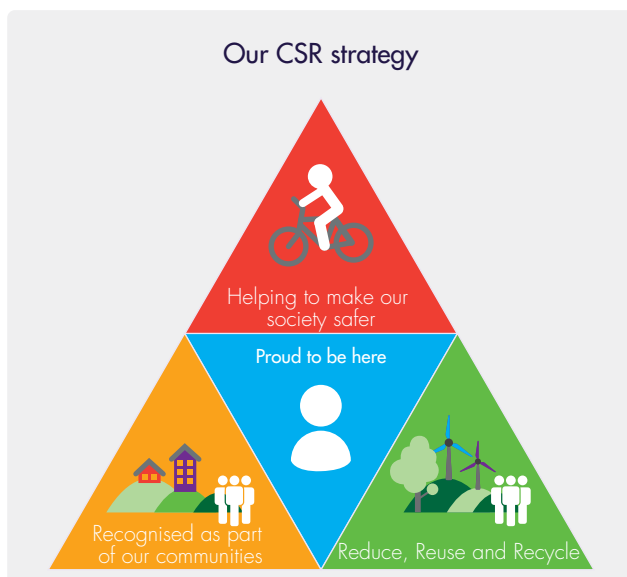 Our CSR strategy
Helping to make our
society safer
Proud to be here
Recognised as part
of our communities
Reduce, Reuse and Recycle